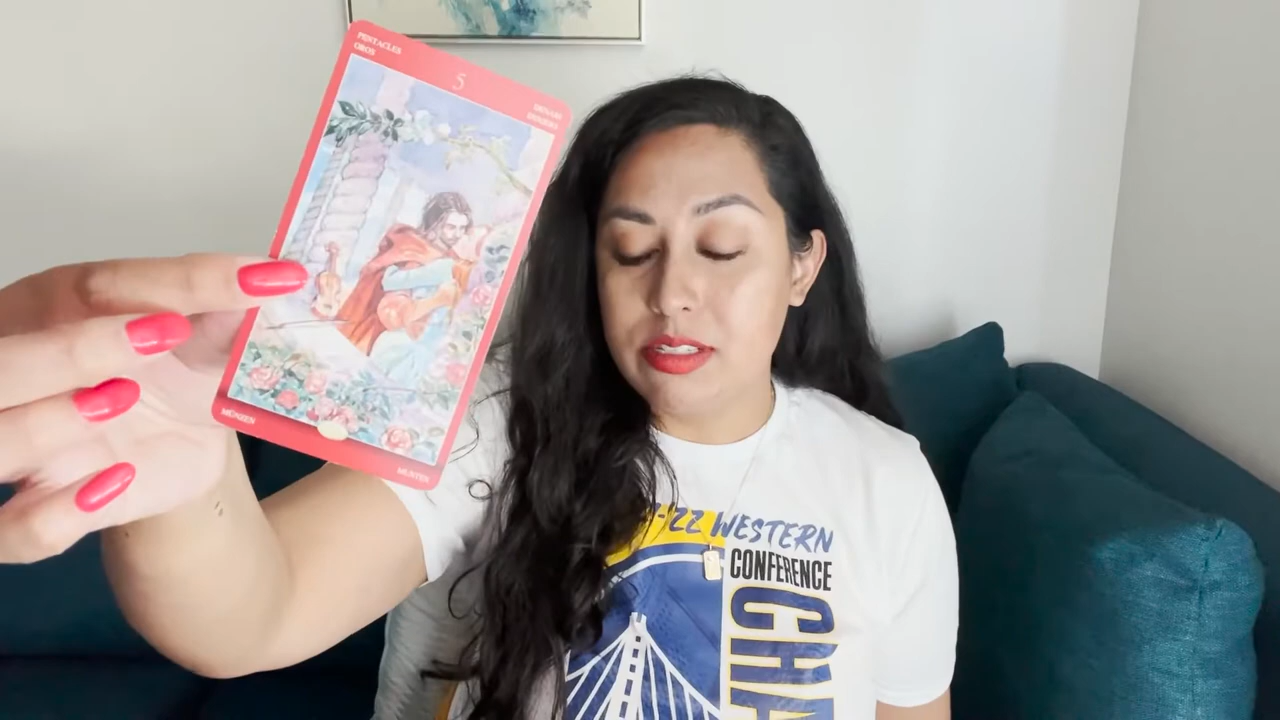 PENTACLES
OROS
5
DENARI
DENIERS
MÜNZEN
MUNTEN
-22 WESTERN
CONFERENCE
CHA